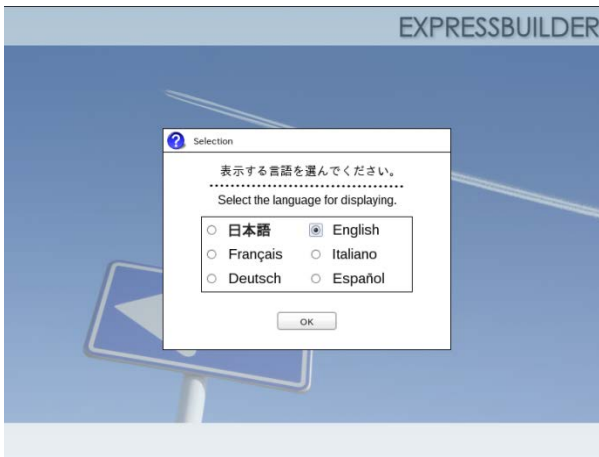 EXPRESSBUILDER
Selection
表示する言語を選んでください。
Select the language for displaying.
日本語 English
Français Italiano
Deutsch Español
OK